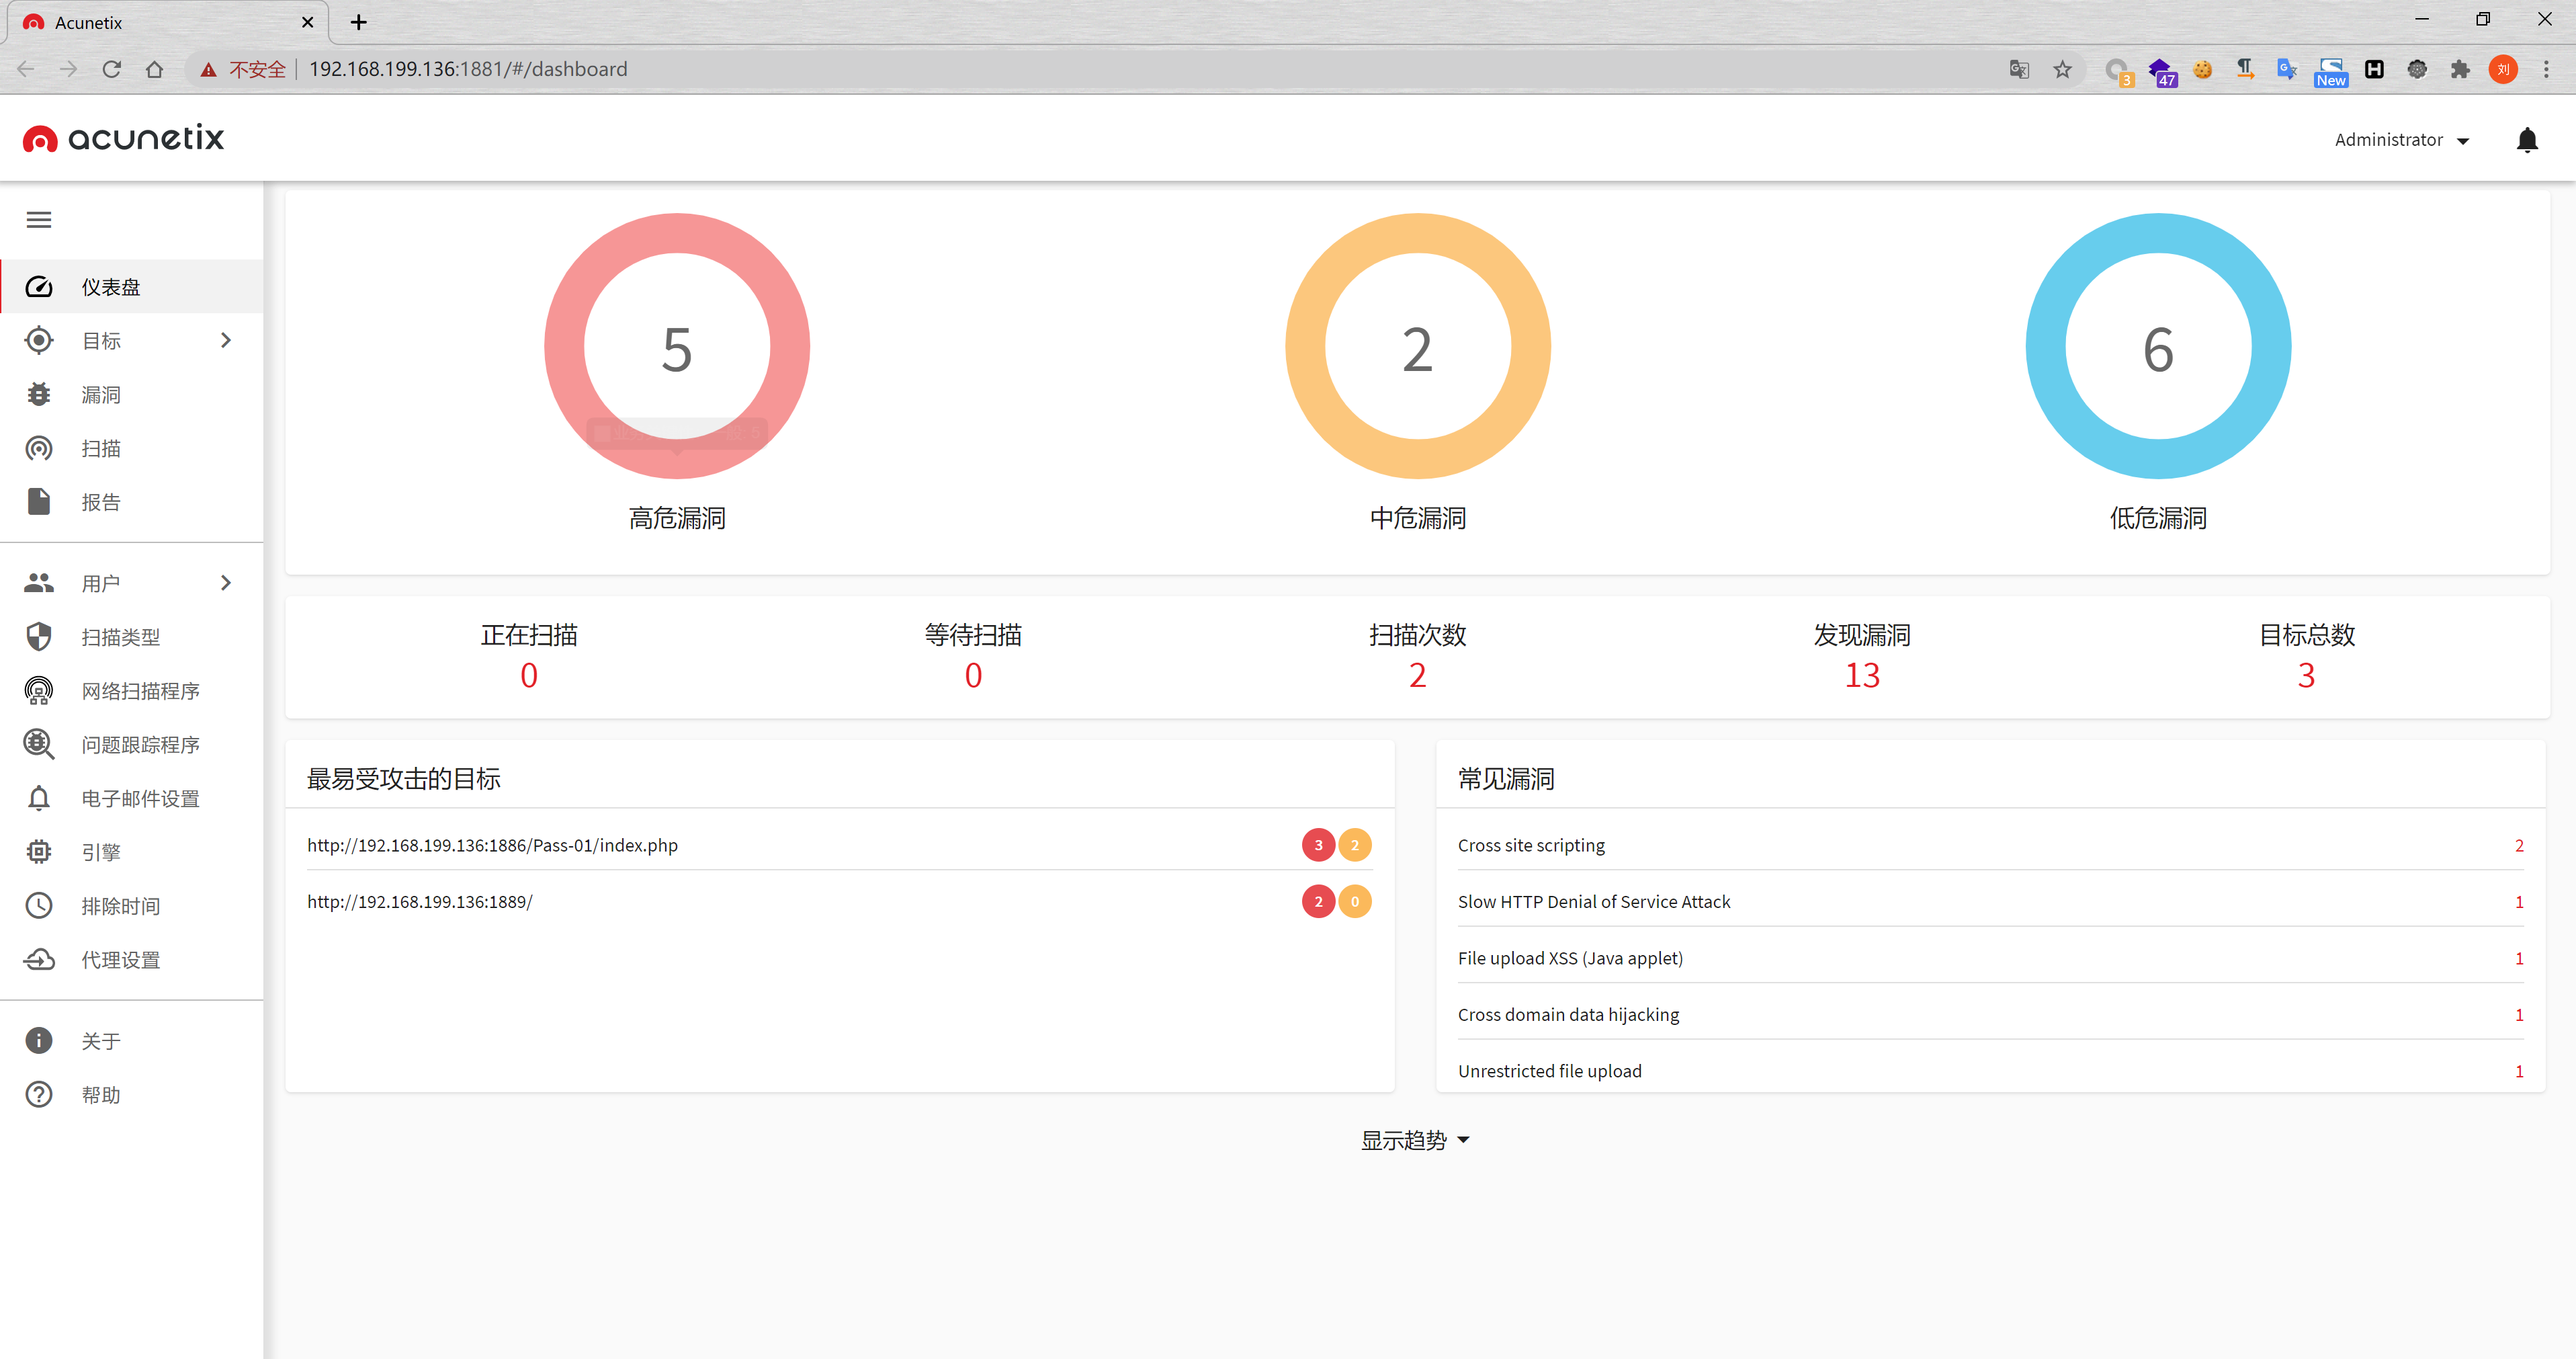 Acunetix
不安全 | 192.168.199.136:1881/#/dashboard
3
47
New
刘
acunetix
Administrator
仪表盘
目标
漏洞
扫描
报告
用户
扫描类型
网络扫描程序
问题跟踪程序
电子邮件设置
引擎
排除时间
代理设置
关于
帮助
5
高危漏洞
2
中危漏洞
6
低危漏洞
正在扫描
0
等待扫描
0
扫描次数
2
发现漏洞
13
目标总数
3
最易受攻击的目标
http://192.168.199.136:1886/Pass-01/index.php 3 2
http://192.168.199.136:1889/ 2 0
常见漏洞
Cross site scripting 2
Slow HTTP Denial of Service Attack 1
File upload XSS (Java applet) 1
Cross domain data hijacking 1
Unrestricted file upload 1
显示趋势